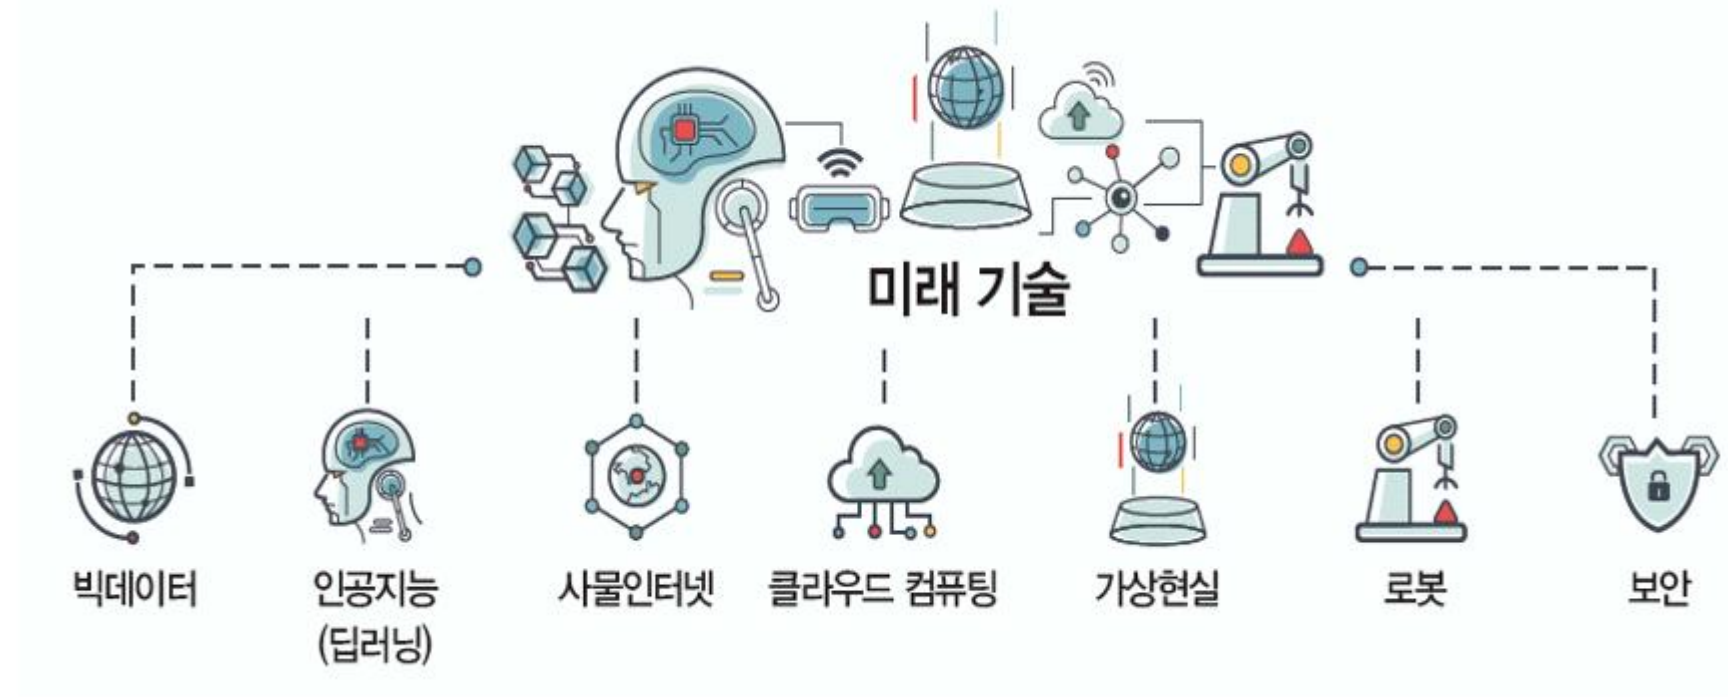 미래 기술
빅데이터
인공지능
(딥러닝)
사물인터넷
클라우드 컴퓨팅
가상현실
로봇
보안